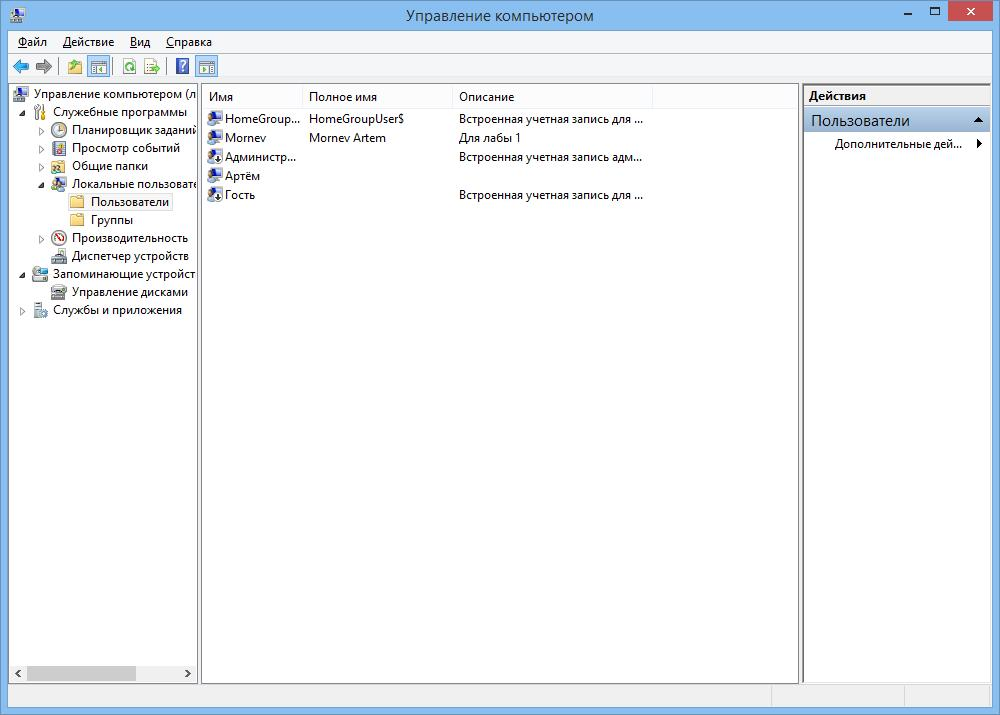 Управление компьютером
Файл Действие Вид Справка
Управление компьютером (л
Служебные программы
Планировщик заданий
Просмотр событий
Общие папки
Локальные пользовате
Пользователи
Группы
Производительность
Диспетчер устройств
Запоминающие устройст
Управление дисками
Службы и приложения
Имя Полное имя Описание
HomeGroup... HomeGroupUser$ Встроенная учетная запись для ...
Mornev Mornev Artem Для лабы 1
Администр... Встроенная учетная запись адм...
Артём
Гость Встроенная учетная запись для ...
Действия
Пользователи
Дополнительные дей...